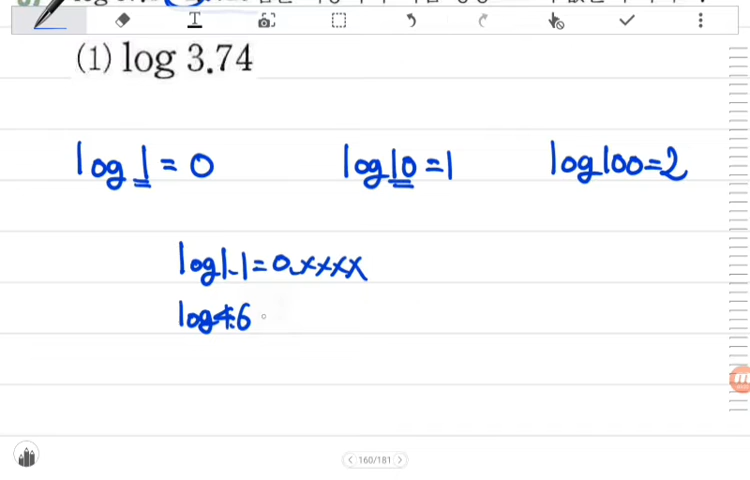 (1) log 3.74
log 1 = 0 log 10 = 1 log 100 = 2
log 1.1 = 0.xxxx
log 4.6
160/181